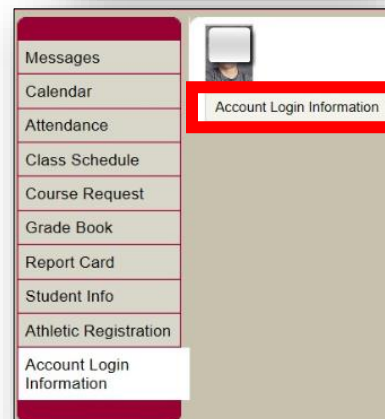 Messages
Calendar
Attendance
Class Schedule
Course Request
Grade Book
Report Card
Student Info
Athletic Registration
Account Login
Information
Account Login Information